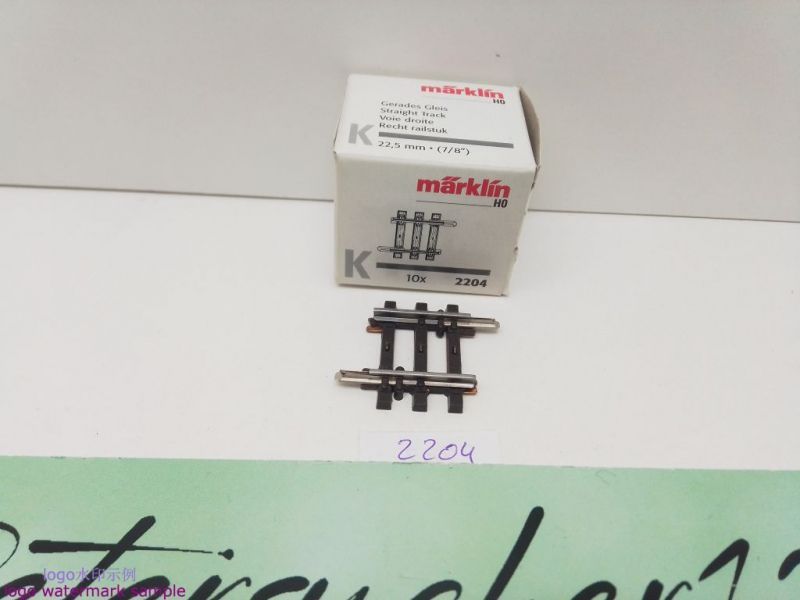 märklin
H0
Gerades Gleis
Straight Track
Voie droite
Recht railstuk
K
22,5 mm • (7/8")
märklin
H0
K
10x 2204
2204
logo水印示例
logo watermark sample